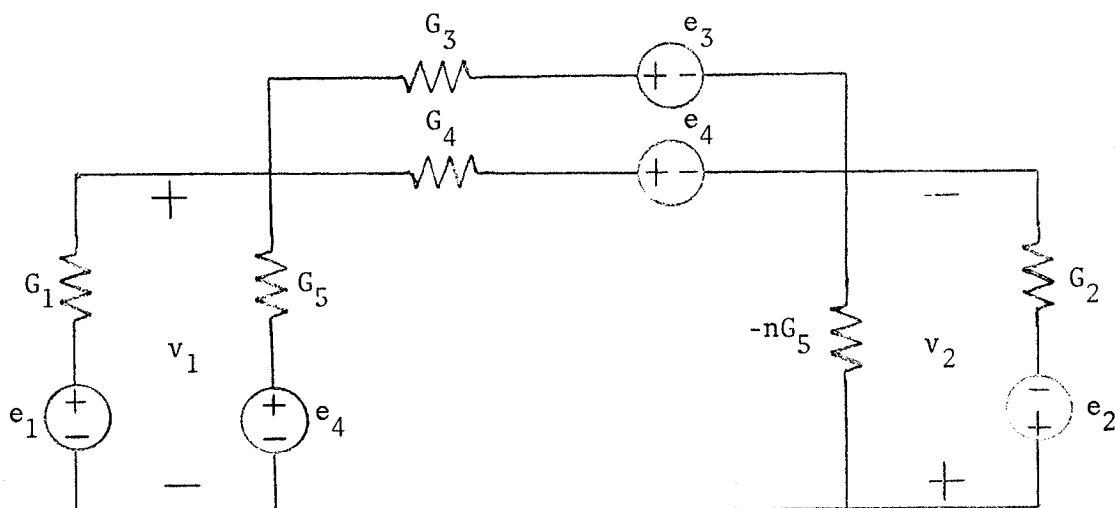 G3
e3
+ -
G4
e4
+ -
+
-
G1
G5
-nG5
G2
v1
v2
e1
+
-
e4
+
-
-
+
e2
-
+